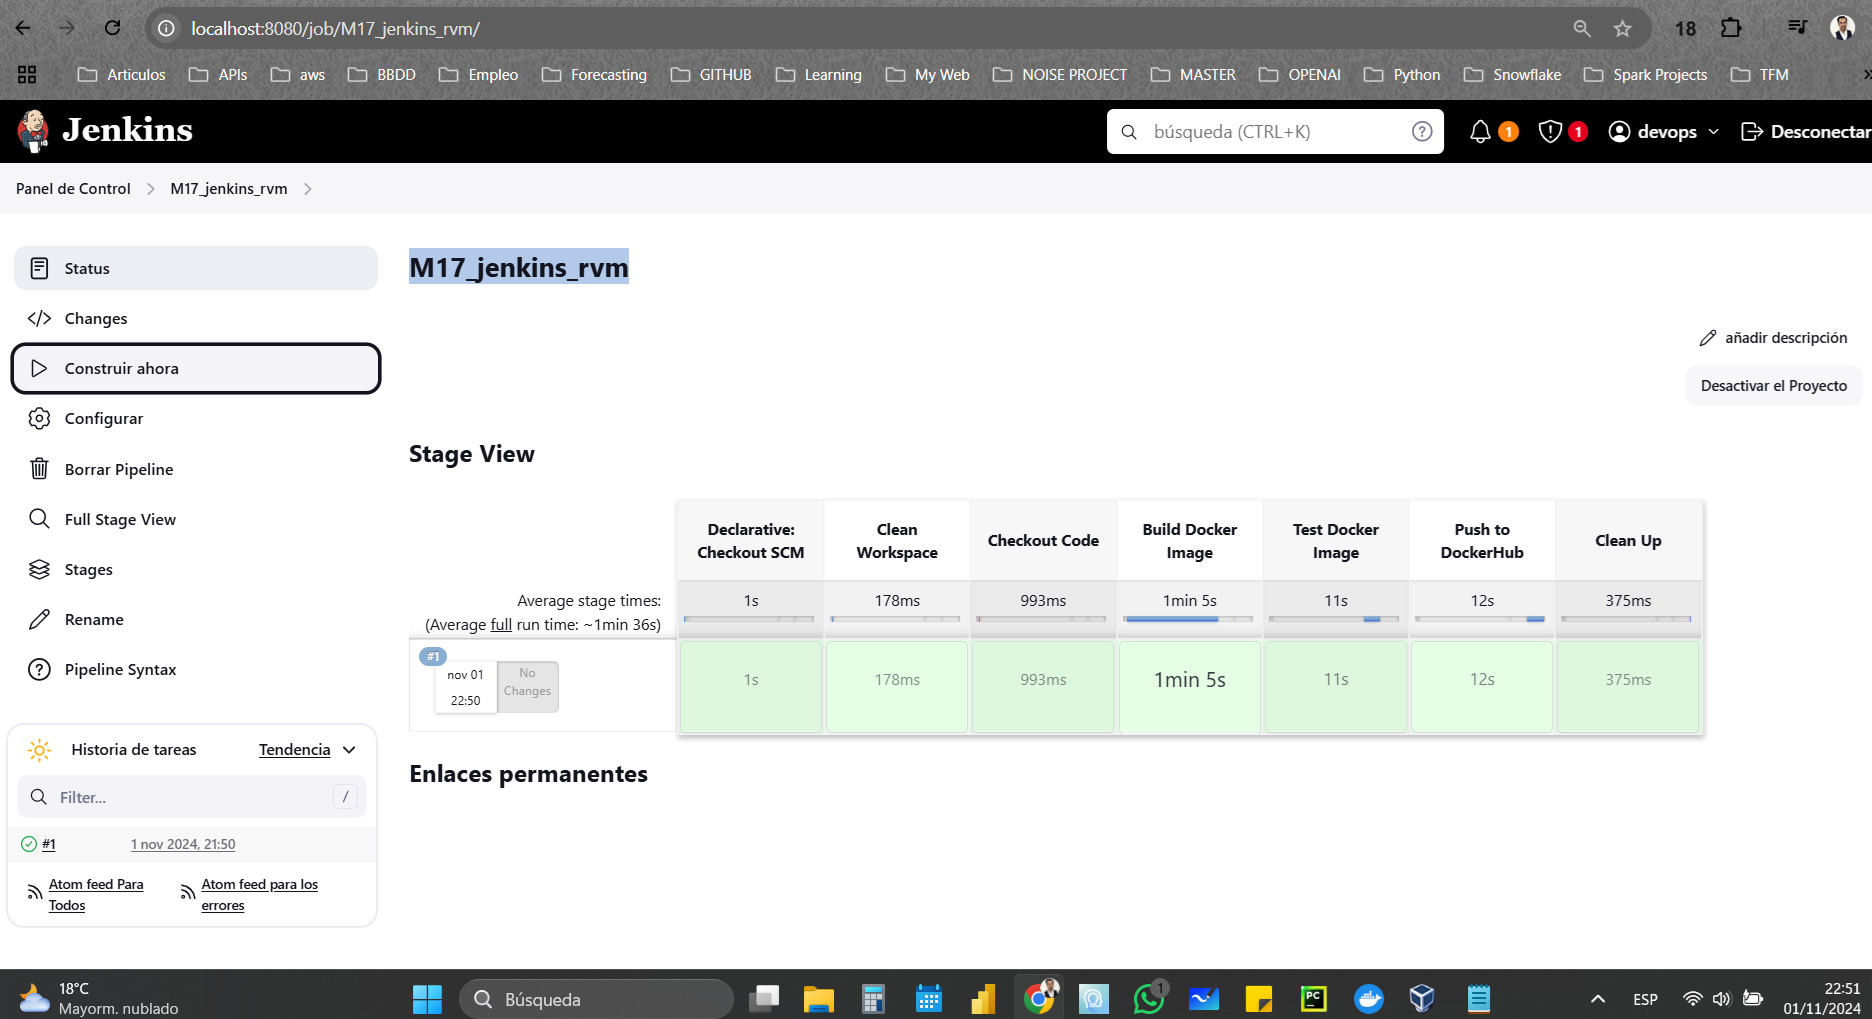 localhost:8080/job/M17_jenkins_rvm/
18
Articulos
APIs
aws
BBDD
Empleo
Forecasting
GITHUB
Learning
My Web
NOISE PROJECT
MASTER
OPENAI
Python
Snowflake
Spark Projects
TFM
Jenkins
búsqueda (CTRL+K)
1
1
devops
Desconectar
Panel de Control
M17_jenkins_rvm
Status
Changes
Construir ahora
Configurar
Borrar Pipeline
Full Stage View
Stages
Rename
Pipeline Syntax
M17_jenkins_rvm
añadir descripción
Desactivar el Proyecto
Stage View
Declarative:
Checkout SCM
Clean
Workspace
Checkout Code
Build Docker
Image
Test Docker
Image
Push to
DockerHub
Clean Up
Average stage times:
(Average full run time: ~1min 36s)
1s
178ms
993ms
1min 5s
11s
12s
375ms
#1
nov 01
22:50
No
Changes
1s
178ms
993ms
1min 5s
11s
12s
375ms
Enlaces permanentes
Historia de tareas
Tendencia
Filter...
/
#1
1 nov 2024, 21:50
Atom feed Para
Todos
Atom feed para los
errores
18°C
Mayorm. nublado
Búsqueda
1
PC
ESP
22:51
01/11/2024